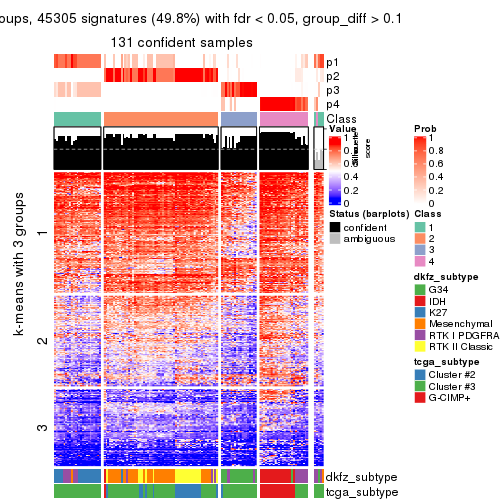 oups, 45305 signatures (49.8%) with fdr < 0.05, group_diff > 0.1
131 confident samples
p1
p2
p3
p4
Class
Silhouette
score
k-means with 3 groups
1
2
3
Value
1
0.8
0.6
0.4
0.2
0
Status (barplots)
confident
ambiguous
Prob
1
0.8
0.6
0.4
0.2
0
Class
1
2
3
4
dkfz_subtype
G34
IDH
K27
Mesenchymal
RTK I PDGFRA
RTK II Classic
tcga_subtype
Cluster #2
Cluster #3
G-CIMP+
dkfz_subtype
tcga_subtype